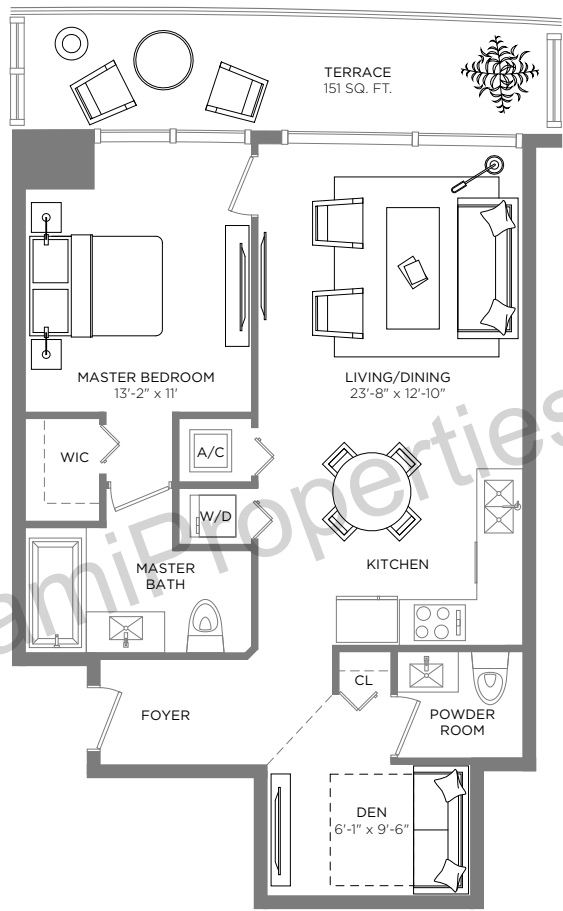 TERRACE
151 SQ. FT.
MASTER BEDROOM
13'-2" x 11'
LIVING/DINING
23'-8" x 12'-10"
WIC
A/C
W/D
MASTER
BATH
KITCHEN
amiProperties
CL
FOYER
POWDER
ROOM
DEN
6'-1" x 9'-6"